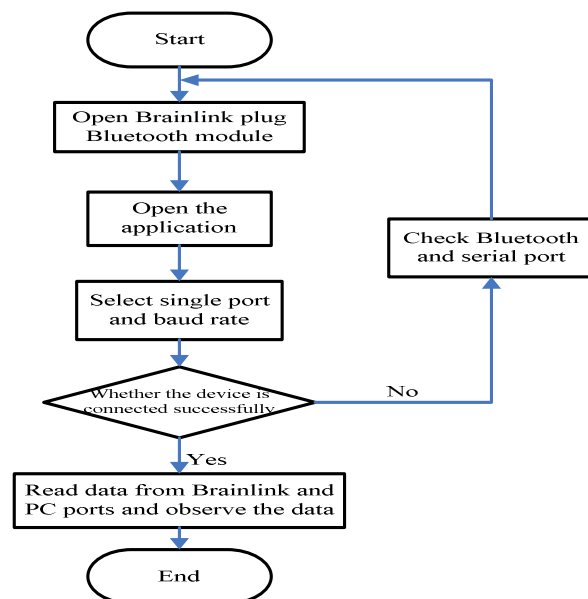 Start
Open Brainlink plug
Bluetooth module
Open the
application
Check Bluetooth
and serial port
Select single port
and baud rate
Whether the device is
connected successfully
No
Yes
Read data from Brainlink and
PC ports and observe the data
End